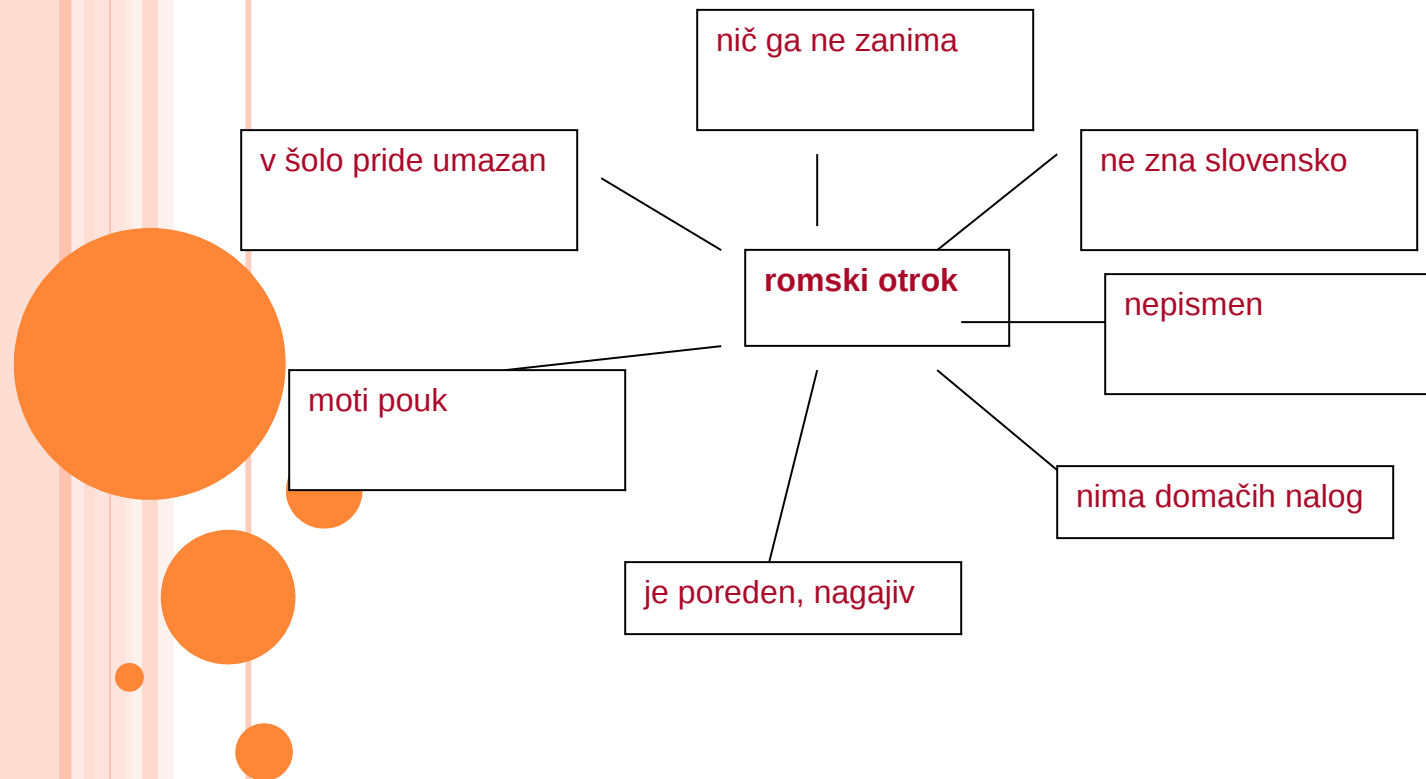 nič ga ne zanima
v šolo pride umazan
ne zna slovensko
romski otrok
nepismen
moti pouk
nima domačih nalog
je poreden, nagajiv